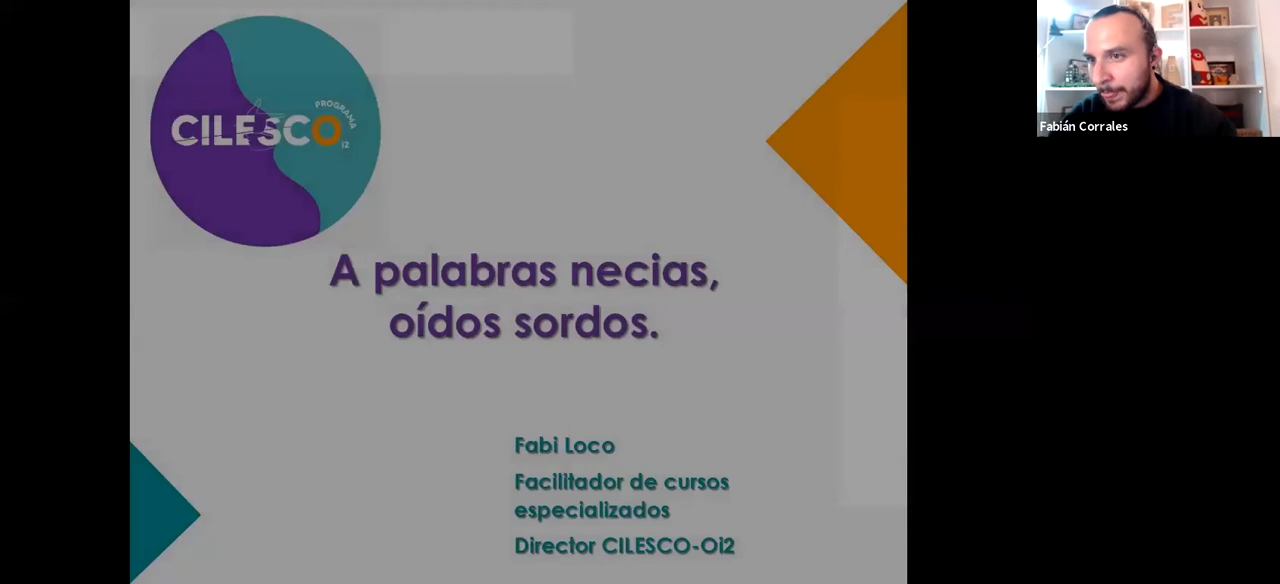 CILESCO
PROGRAMA
i2
A palabras necias,
oídos sordos.
Fabi Loco
Facilitador de cursos
especializados
Director CILESCO-Oi2
Fabián Corrales